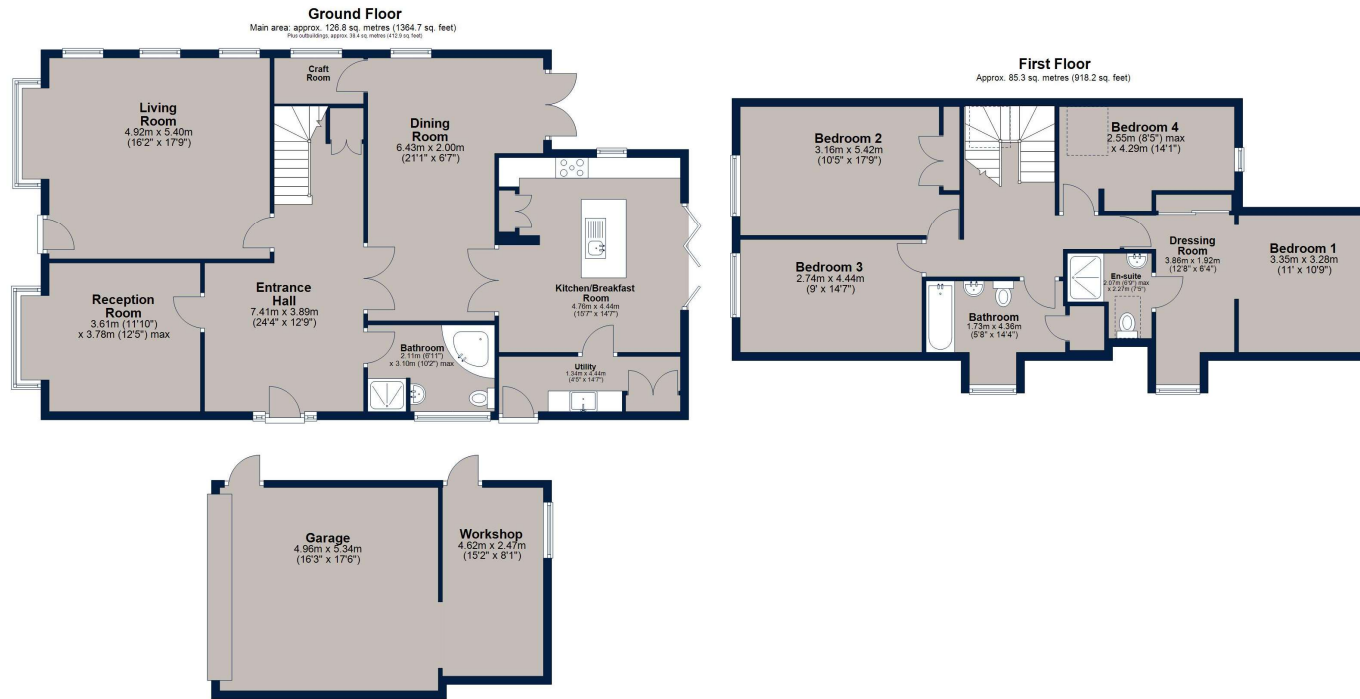 Ground Floor
Main area: approx. 126.8 sq. metres (1364.7 sq. feet)
Plus outbuildings, approx. 38.4 sq. metres (412.9 sq. feet)
Craft
Room
Living
Room
4.92m x 5.40m
(16'2" x 17'9")
Dining
Room
6.43m x 2.00m
(21'1" x 6'7")
Reception
Room
3.61m (11'10")
x 3.78m (12'5") max
Entrance
Hall
7.41m x 3.89m
(24'4" x 12'9")
Kitchen/Breakfast
Room
4.76m x 4.44m
(15'7" x 14'7")
Bathroom
2.11m (6'11")
x 3.10m (10'2") max
Utility
1.34m x 4.44m
(4'5" x 14'7")
Garage
4.96m x 5.34m
(16'3" x 17'6")
Workshop
4.62m x 2.47m
(15'2" x 8'1")
First Floor
Approx. 85.3 sq. metres (918.2 sq. feet)
Bedroom 2
3.16m x 5.42m
(10'5" x 17'9")
Bedroom 4
2.55m (8'5") max
x 4.29m (14'1")
Bedroom 3
2.74m x 4.44m
(9' x 14'7")
Dressing
Room
3.86m x 1.92m
(12'8" x 6'4")
Bedroom 1
3.35m x 3.28m
(11' x 10'9")
En-suite
2.07m (6'9") max
x 2.27m (7'5")
Bathroom
1.73m x 4.36m
(5'8" x 14'4")